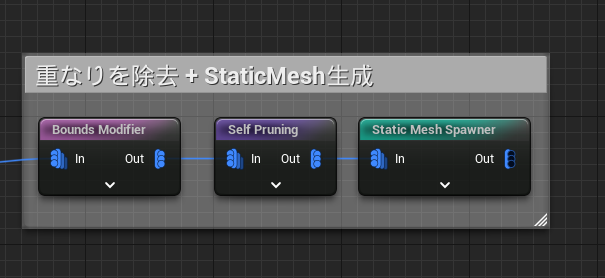 重なりを除去 + StaticMesh生成
Bounds Modifier
In Out
Self Pruning
In Out
Static Mesh Spawner
In Out